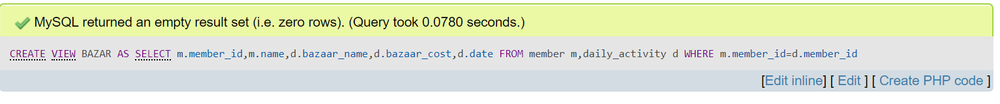 MySQL returned an empty result set (i.e. zero rows). (Query took 0.0780 seconds.)
CREATE VIEW BAZAR AS SELECT m.member_id,m.name,d.bazaar_name,d.bazaar_cost,d.date FROM member m,daily_activity d WHERE m.member_id=d.member_id
[Edit inline] [ Edit ] [ Create PHP code ]